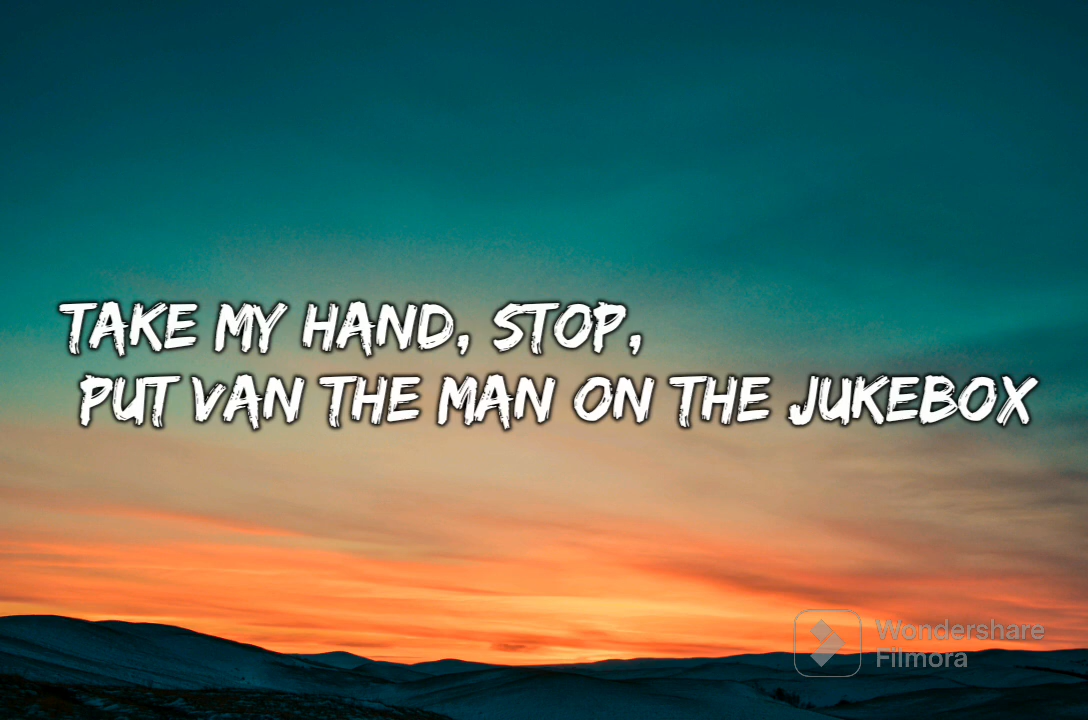 TAKE MY HAND, STOP,
PUT VAN THE MAN ON THE JUKEBOX
Wondershare
Filmora